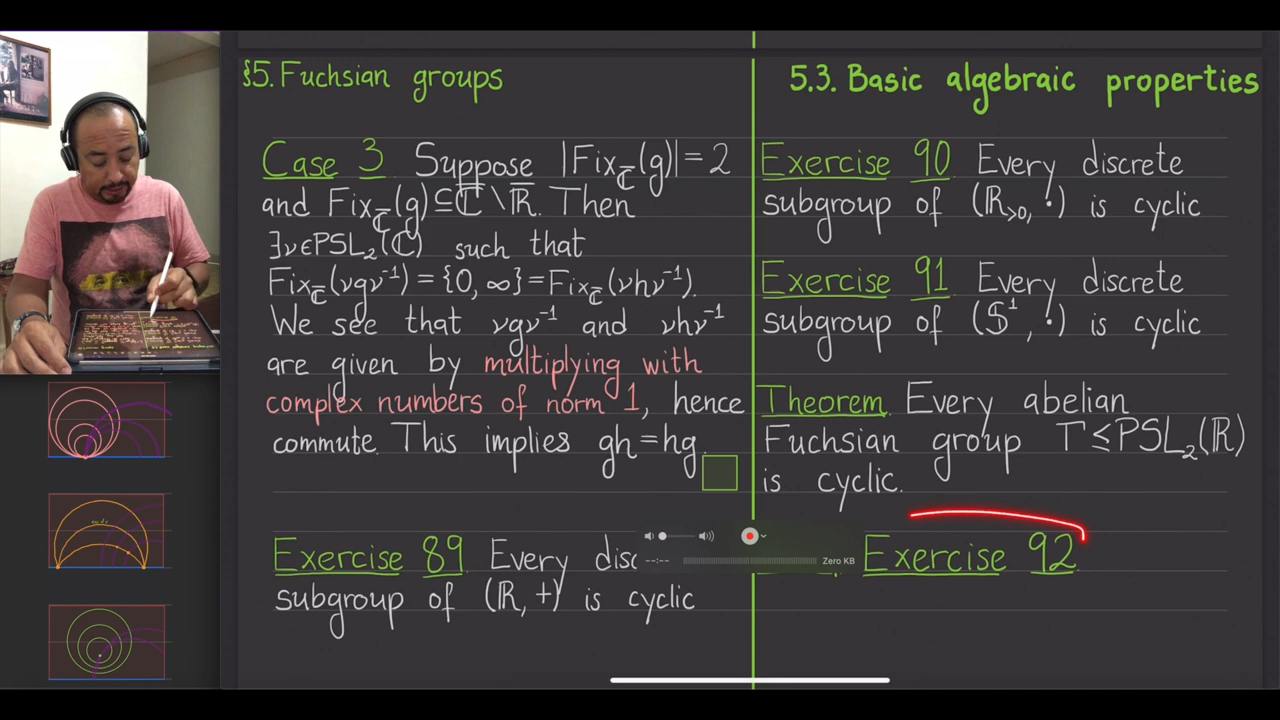 §5. Fuchsian groups
Case 3 Suppose |Fix_ℂ̅(g)| = 2
and Fix_ℂ̅(g) ⊆ ℂ̅ \ ℝ̅. Then
∃ν∈PSL₂(ℂ) such that
Fix_ℂ̅(νgν⁻¹) = {0, ∞} = Fix_ℂ̅(νhν⁻¹).
We see that νgν⁻¹ and νhν⁻¹
are given by multiplying with
complex numbers of norm 1, hence
commute. This implies gh = hg.
Exercise 89 Every disc
subgroup of (ℝ, +) is cyclic
5.3. Basic algebraic properties
Exercise 90 Every discrete
subgroup of (ℝ>0, ·) is cyclic
Exercise 91 Every discrete
subgroup of (𝕊¹, ·) is cyclic
Theorem. Every abelian
Fuchsian group Γ ≤ PSL₂(ℝ)
is cyclic.
Exercise 92
--:--
Zero KB